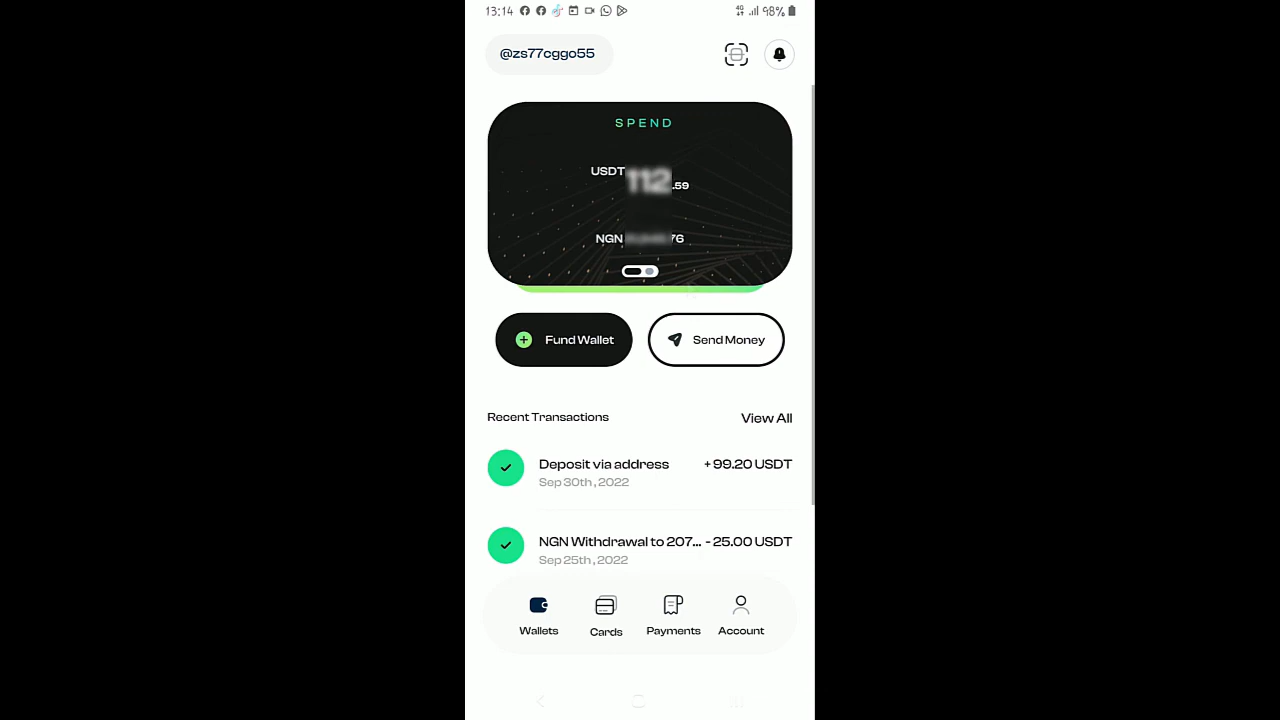 13:14 4G 98%
@zs77cggo55
SPEND
USDT 112.59
NGN 76
Fund Wallet Send Money
Recent Transactions View All
Deposit via address + 99.20 USDT
Sep 30th, 2022
NGN Withdrawal to 207... - 25.00 USDT
Sep 25th, 2022
Wallets Cards Payments Account